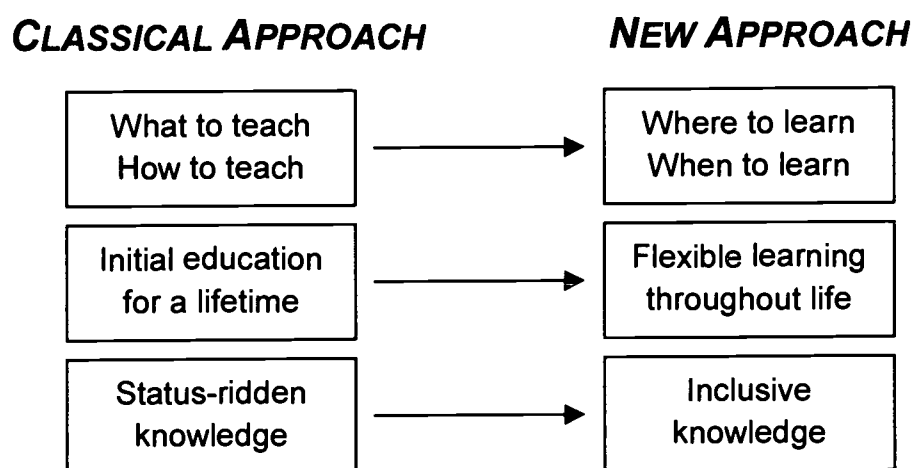 CLASSICAL APPROACH
NEW APPROACH
What to teach
How to teach
Where to learn
When to learn
Initial education
for a lifetime
Flexible learning
throughout life
Status-ridden
knowledge
Inclusive
knowledge